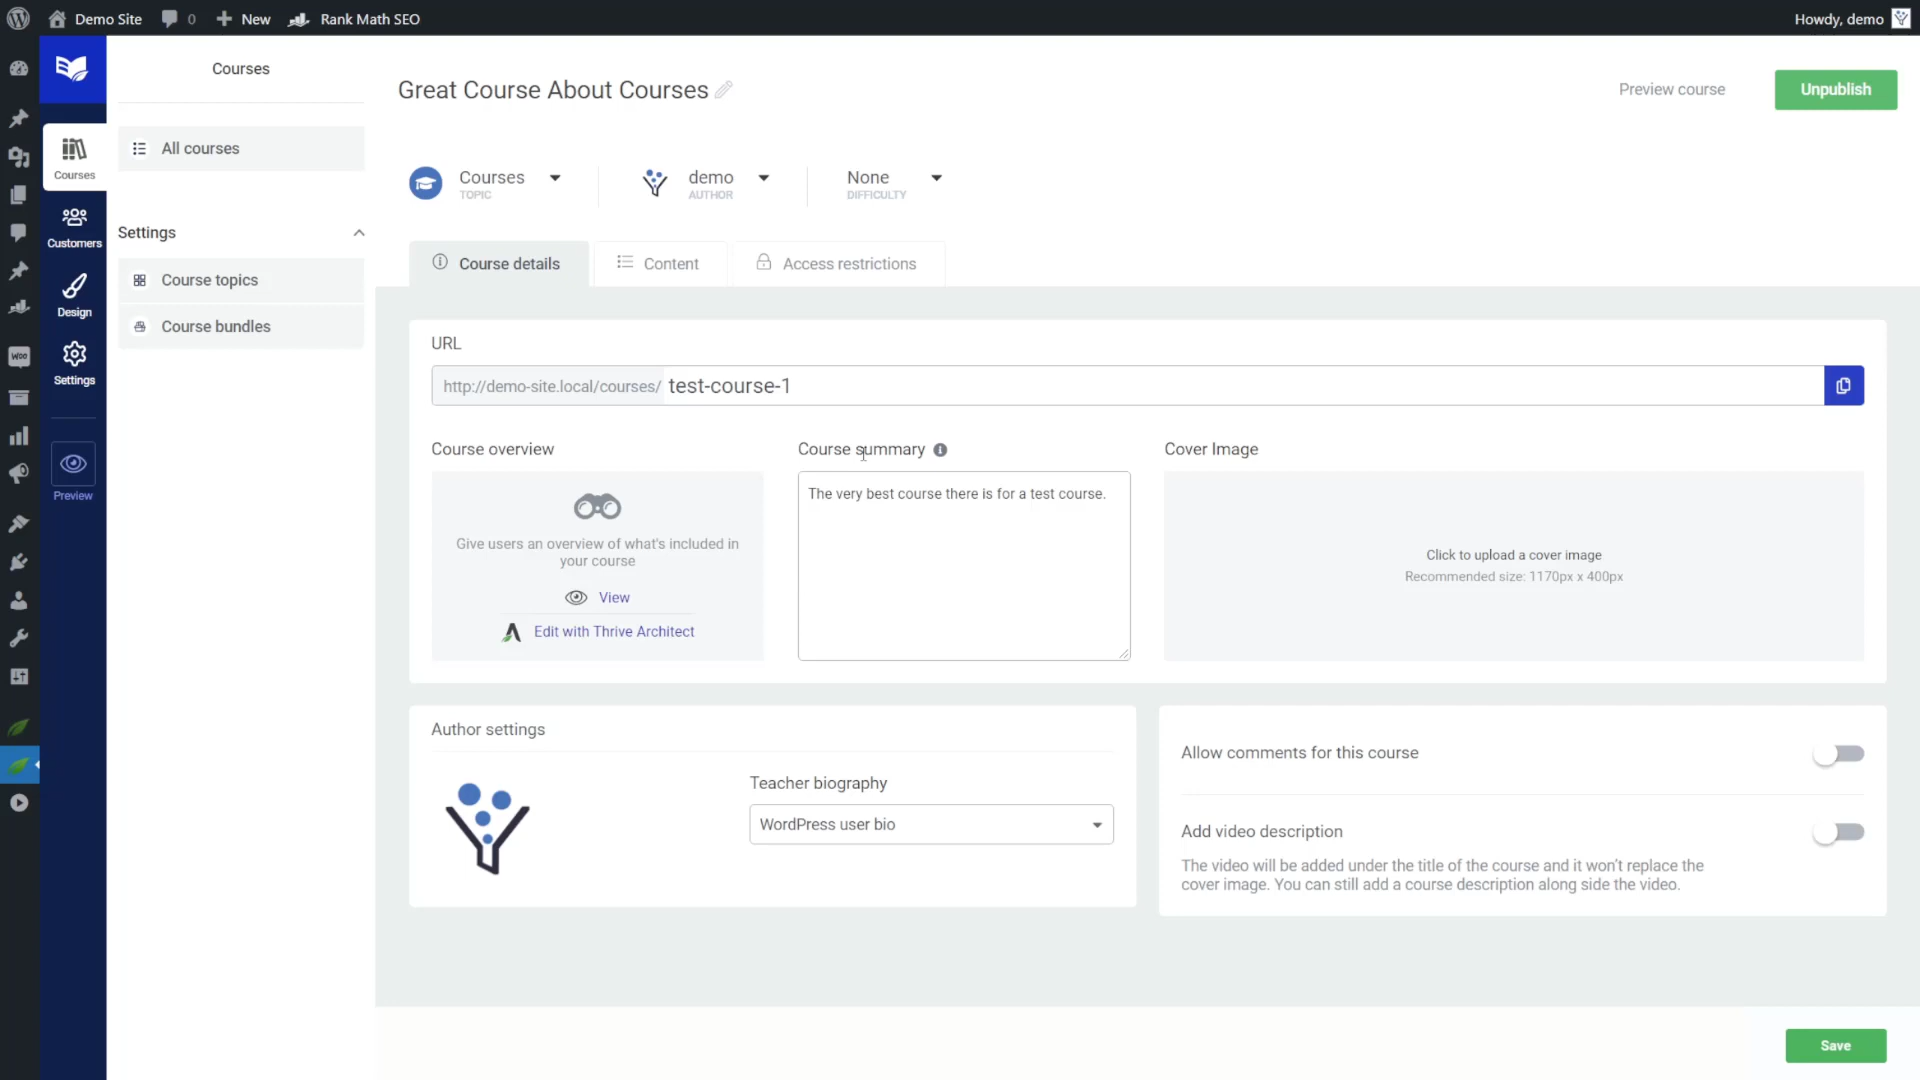 Demo Site
0
New
Rank Math SEO
Howdy, demo
Courses
Customers
Design
Settings
Preview
Woo
Courses
All courses
Settings
Course topics
Course bundles
Great Course About Courses
Preview course
Unpublish
Courses
TOPIC
demo
AUTHOR
None
DIFFICULTY
Course details
Content
Access restrictions
URL
http://demo-site.local/courses/ test-course-1
Course overview
Give users an overview of what's included in
your course
View
Edit with Thrive Architect
Course summary
The very best course there is for a test course.
Cover Image
Click to upload a cover image
Recommended size: 1170px x 400px
Author settings
Teacher biography
WordPress user bio
Allow comments for this course
Add video description
The video will be added under the title of the course and it won't replace the
cover image. You can still add a course description along side the video.
Save